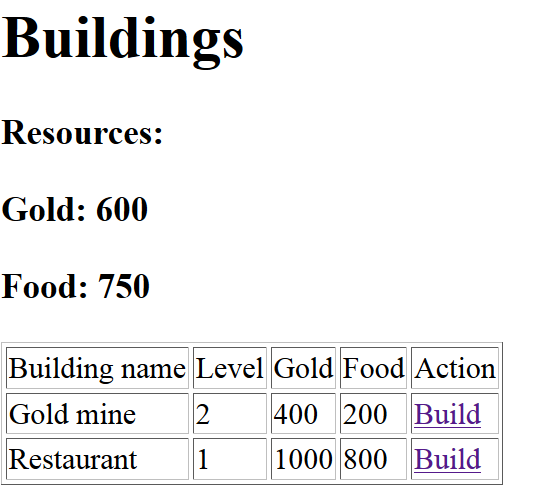 Buildings
Resources:
Gold: 600
Food: 750
Building name Level Gold Food Action
Gold mine 2 400 200 Build
Restaurant 1 1000 800 Build